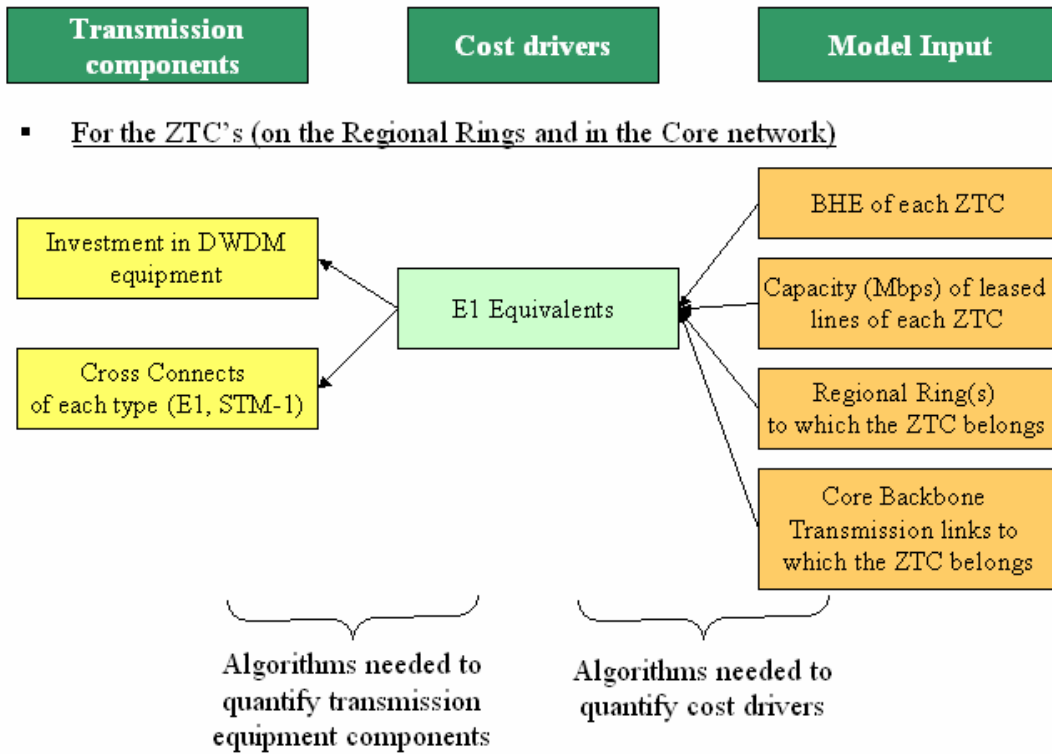 Transmission
components
Cost drivers
Model Input
▪ For the ZTC's (on the Regional Rings and in the Core network)
Investment in DWDM
equipment
Cross Connects
of each type (E1, STM-1)
E1 Equivalents
BHE of each ZTC
Capacity (Mbps) of leased
lines of each ZTC
Regional Ring(s)
to which the ZTC belongs
Core Backbone
Transmission links to
which the ZTC belongs
Algorithms needed to
quantify transmission
equipment components
Algorithms needed to
quantify cost drivers